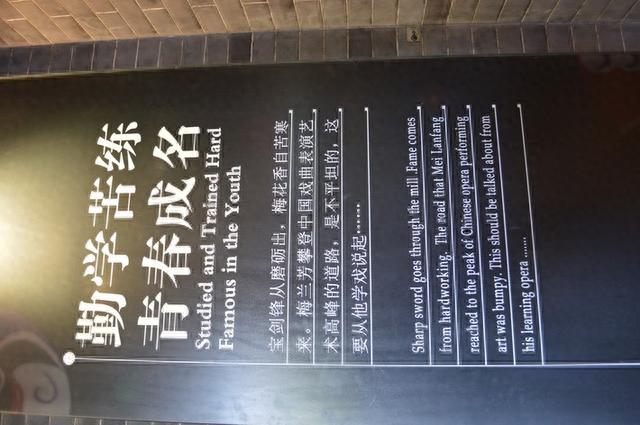 勤学苦练
青春成名
Studied and Trained Hard
Famous in the Youth
宝剑锋从磨砺出，梅花香自苦寒
来。梅兰芳攀登中国戏曲表演艺
术高峰的道路，是不平坦的，这
要从他学戏说起……
Sharp sword goes through the mill .Fame comes
from hardworking. The road that Mei Lanfang
reached to the peak of Chinese opera performing
art was bumpy. This should be talked about from
his learning opera ......